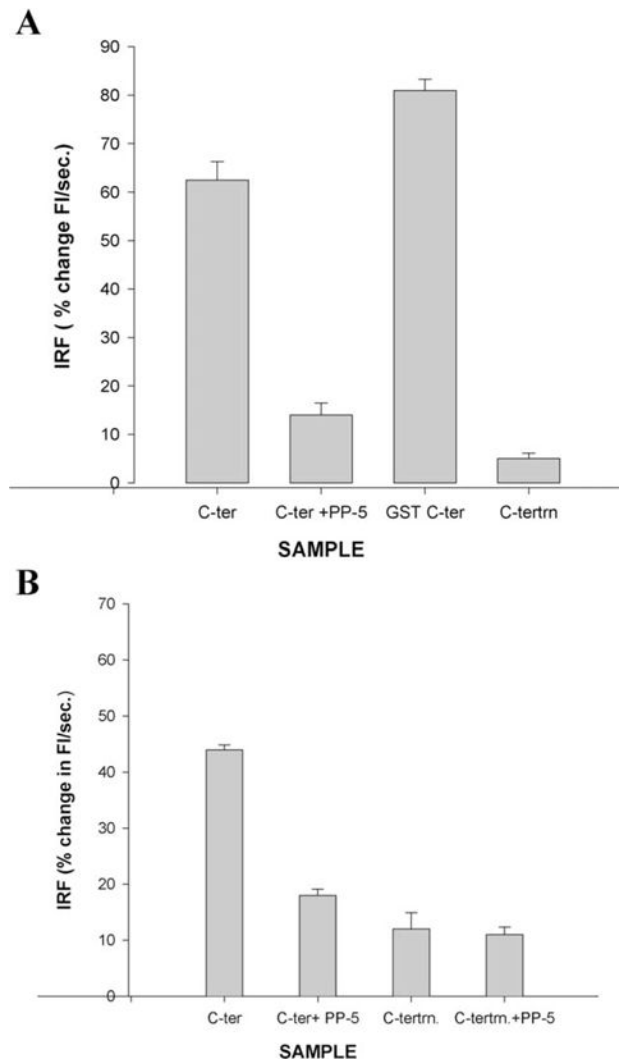 A
90
80
70
60
50
40
30
20
10
0
IRF ( % change FI/sec.)
C-ter C-ter +PP-5 GST C-ter C-tertrn
SAMPLE
B
70
60
50
40
30
20
10
0
IRF (% change in FI/sec.)
C-ter C-ter+ PP-5 C-tertrn. C-tertrn.+PP-5
SAMPLE